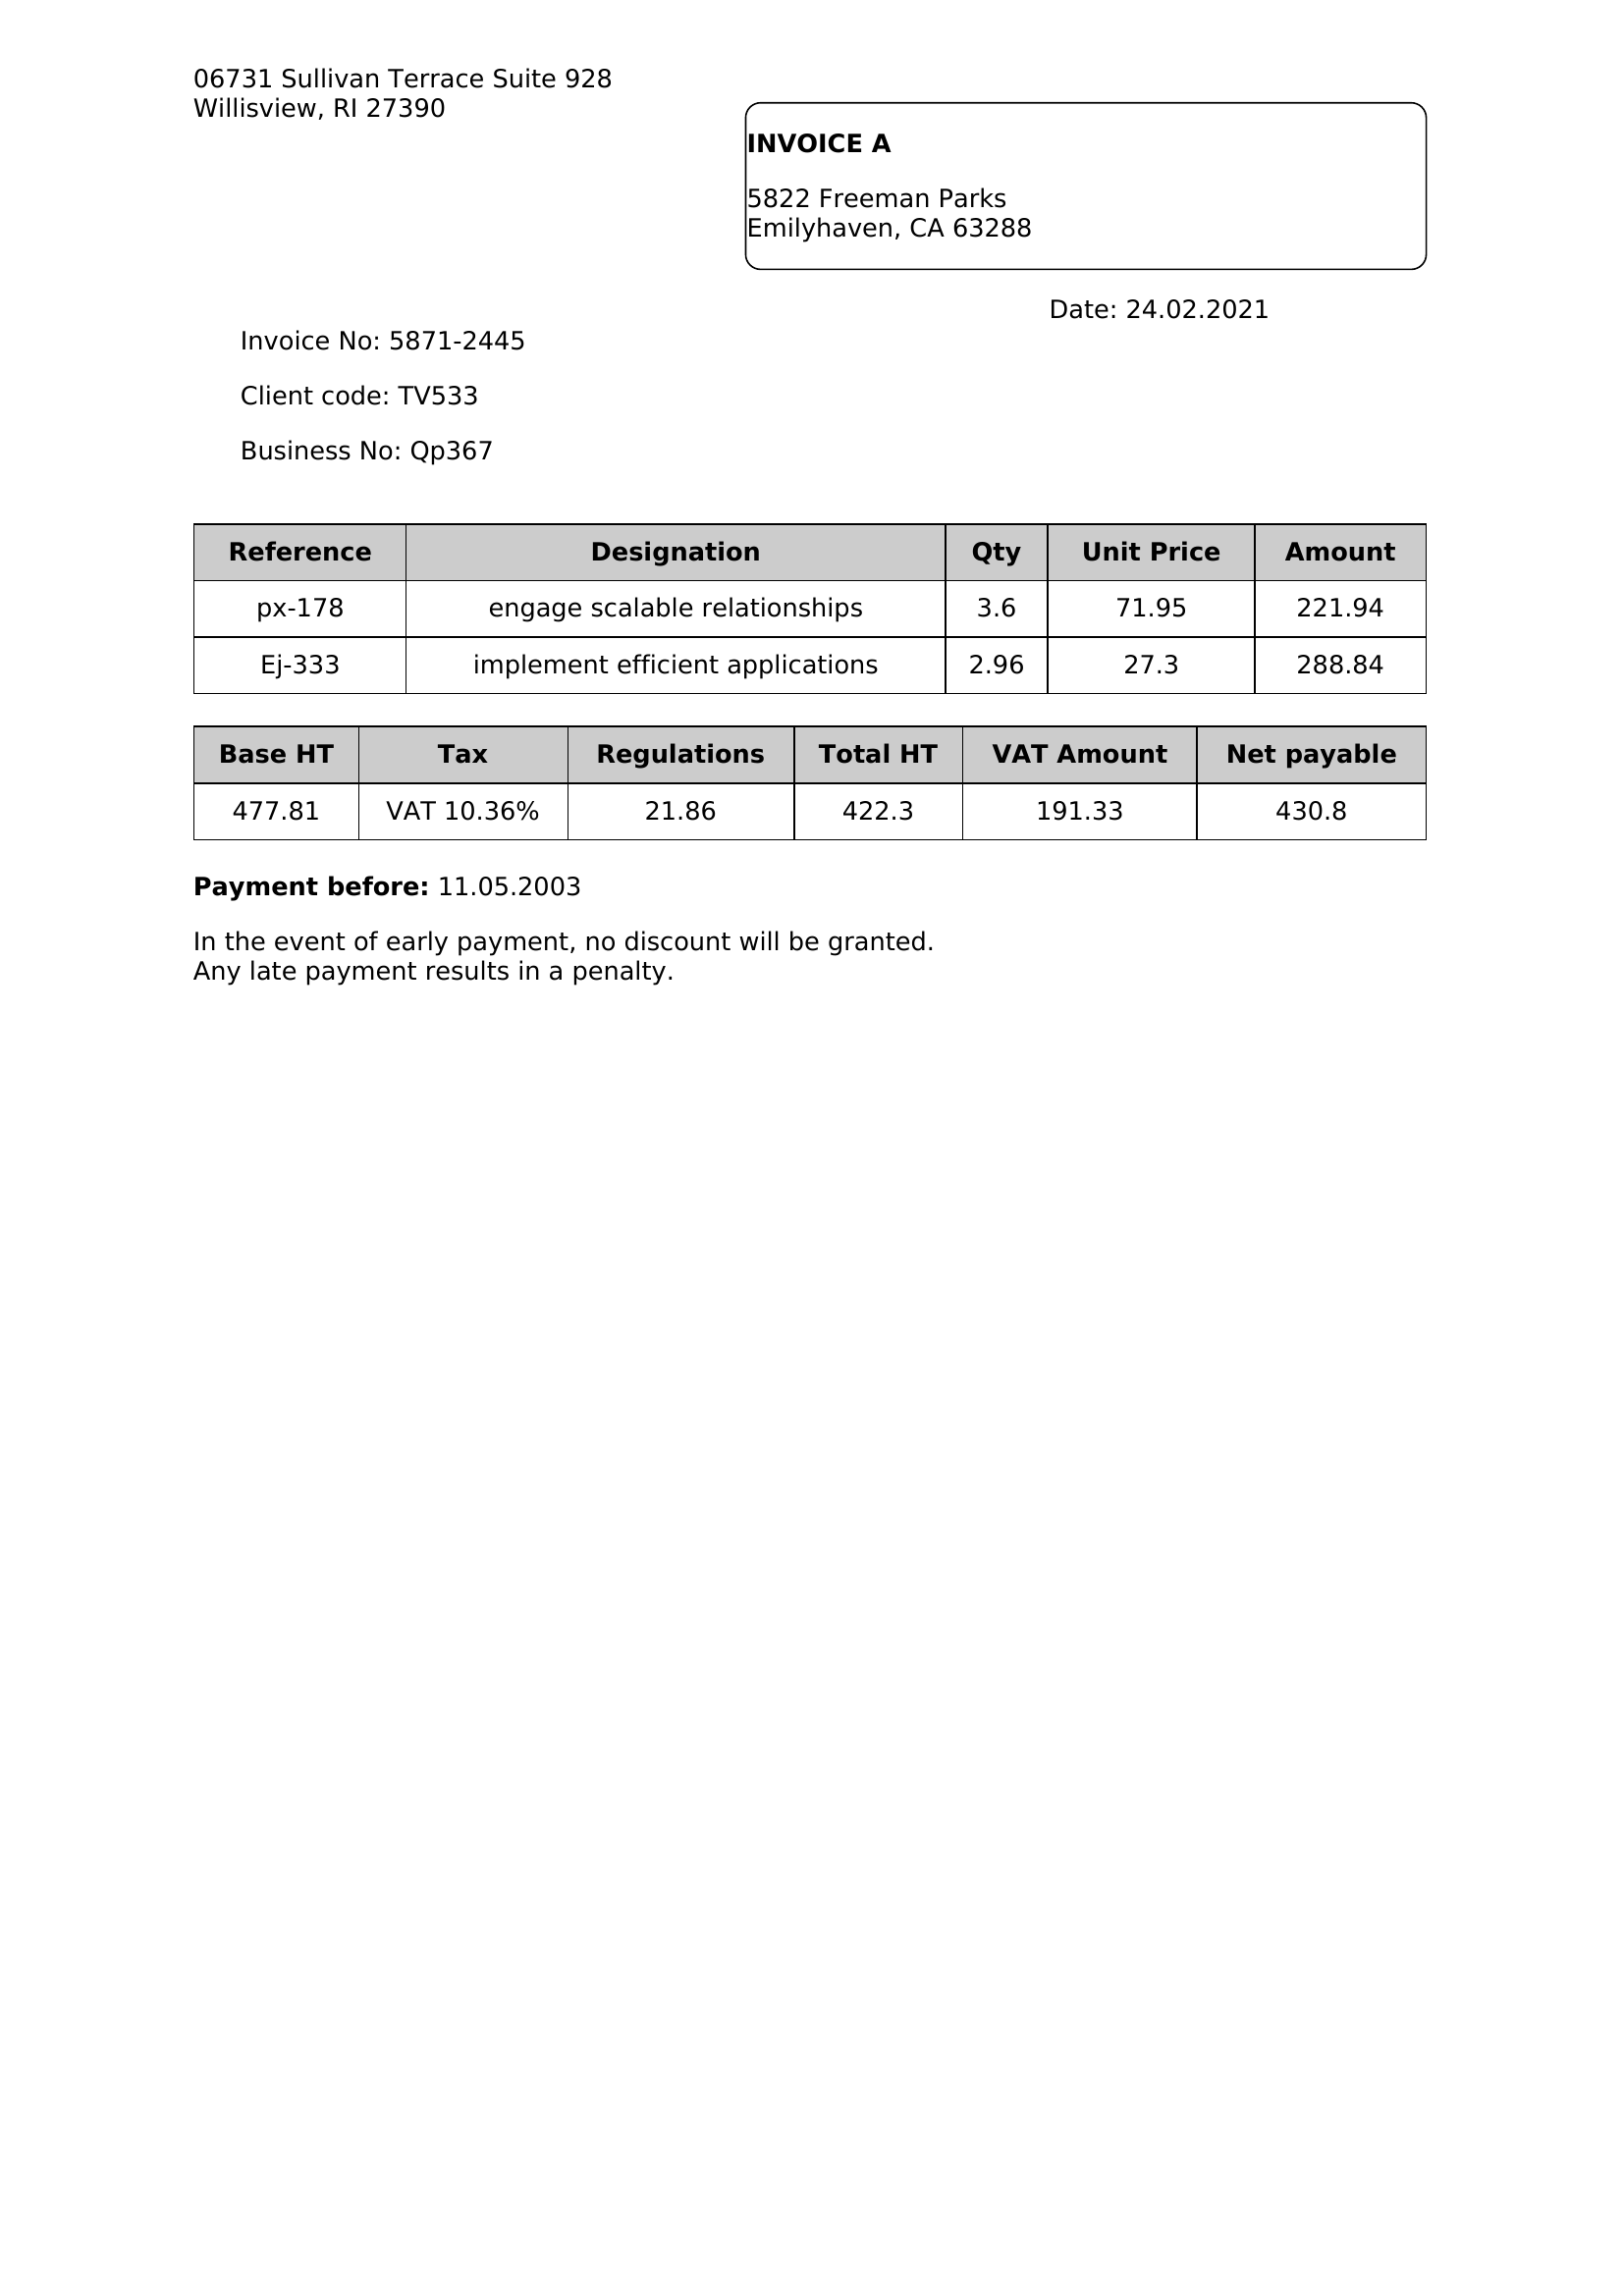 06731 Sullivan Terrace Suite 928
Willisview, RI 27390
INVOICE A
5822 Freeman Parks
Emilyhaven, CA 63288
Date: 24.02.2021
Invoice No: 5871-2445
Client code: TV533
Business No: Qp367
Reference Designation Qty Unit Price Amount
px-178 engage scalable relationships 3.6 71.95 221.94
Ej-333 implement efficient applications 2.96 27.3 288.84
Base HT Tax Regulations Total HT VAT Amount Net payable
477.81 VAT 10.36% 21.86 422.3 191.33 430.8
Payment before: 11.05.2003
In the event of early payment, no discount will be granted.
Any late payment results in a penalty.